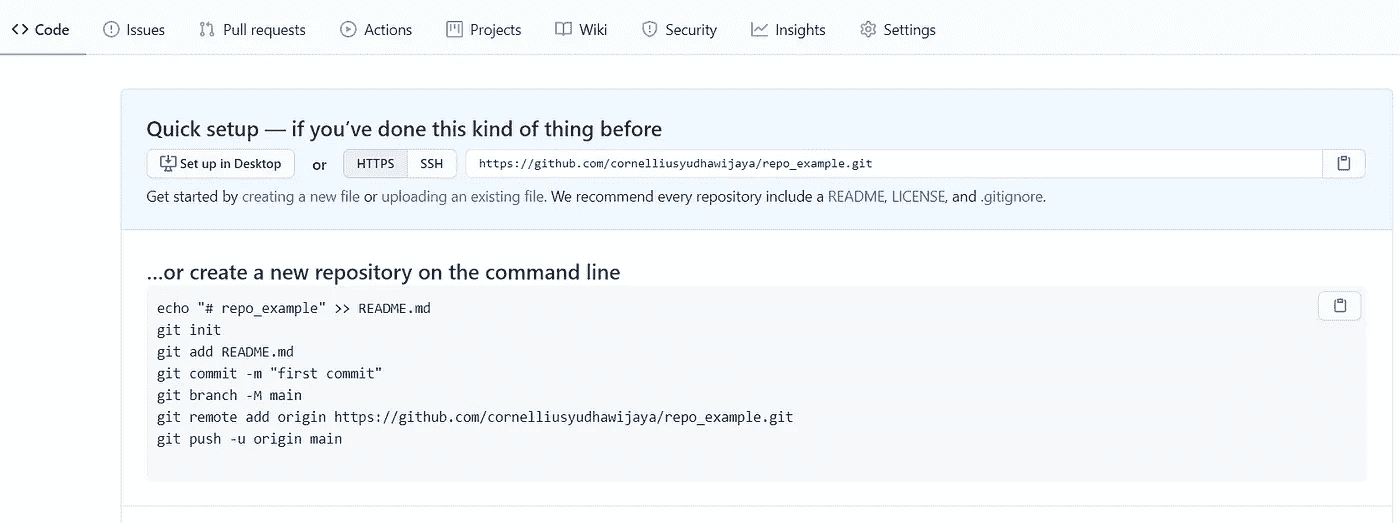 Code Issues Pull requests Actions Projects Wiki Security Insights Settings
Quick setup — if you’ve done this kind of thing before
Set up in Desktop or HTTPS SSH https://github.com/cornelliusyudhawijaya/repo_example.git
Get started by creating a new file or uploading an existing file. We recommend every repository include a README, LICENSE, and .gitignore.
…or create a new repository on the command line
echo "# repo_example" >> README.md
git init
git add README.md
git commit -m "first commit"
git branch -M main
git remote add origin https://github.com/cornelliusyudhawijaya/repo_example.git
git push -u origin main